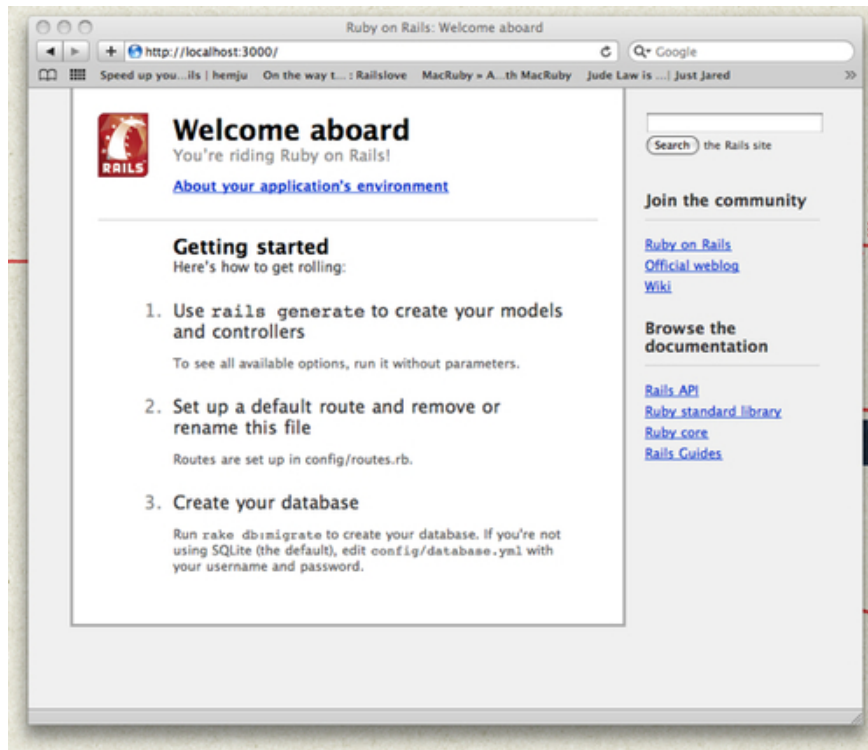 Ruby on Rails: Welcome aboard
http://localhost:3000/
Google
Speed up you...ils | hemju On the way t... : Railslove MacRuby » A...th MacRuby Jude Law is ...| Just Jared
RAILS
Welcome aboard
You're riding Ruby on Rails!
About your application's environment
Getting started
Here's how to get rolling:
1. Use rails generate to create your models
and controllers
To see all available options, run it without parameters.
2. Set up a default route and remove or
rename this file
Routes are set up in config/routes.rb.
3. Create your database
Run rake db:migrate to create your database. If you're not
using SQLite (the default), edit config/database.yml with
your username and password.
Search the Rails site
Join the community
Ruby on Rails
Official weblog
Wiki
Browse the
documentation
Rails API
Ruby standard library
Ruby core
Rails Guides